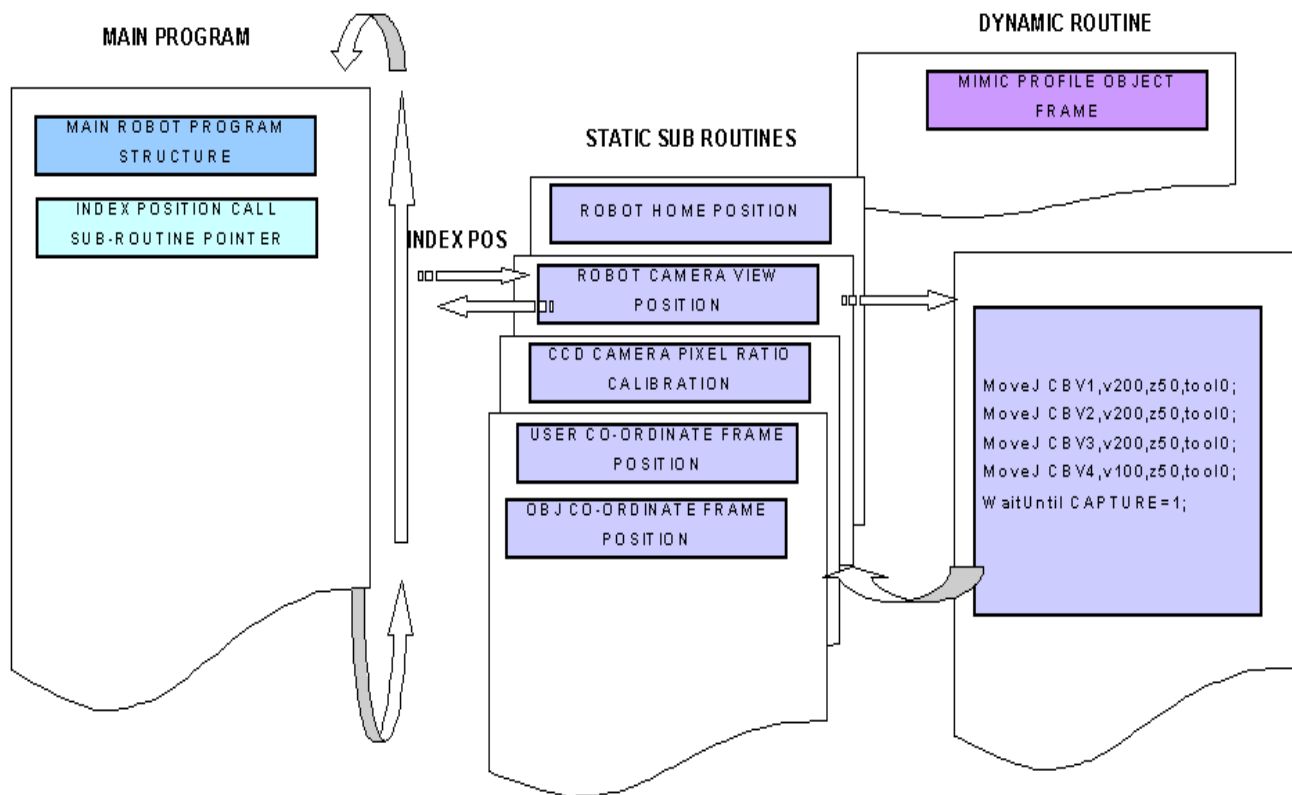 MAIN PROGRAM
MAIN ROBOT PROGRAM
STRUCTURE
INDEX POSITION CALL
SUB-ROUTINE POINTER
INDEX POS
STATIC SUB ROUTINES
ROBOT HOME POSITION
ROBOT CAMERA VIEW
POSITION
CCD CAMERA PIXEL RATIO
CALIBRATION
USER CO-ORDINATE FRAME
POSITION
OBJ CO-ORDINATE FRAME
POSITION
DYNAMIC ROUTINE
MIMIC PROFILE OBJECT
FRAME
MoveJ CBV1,v200,z50,tool0;
MoveJ CBV2,v200,z50,tool0;
MoveJ CBV3,v200,z50,tool0;
MoveJ CBV4,v100,z50,tool0;
WaitUntil CAPTURE=1;